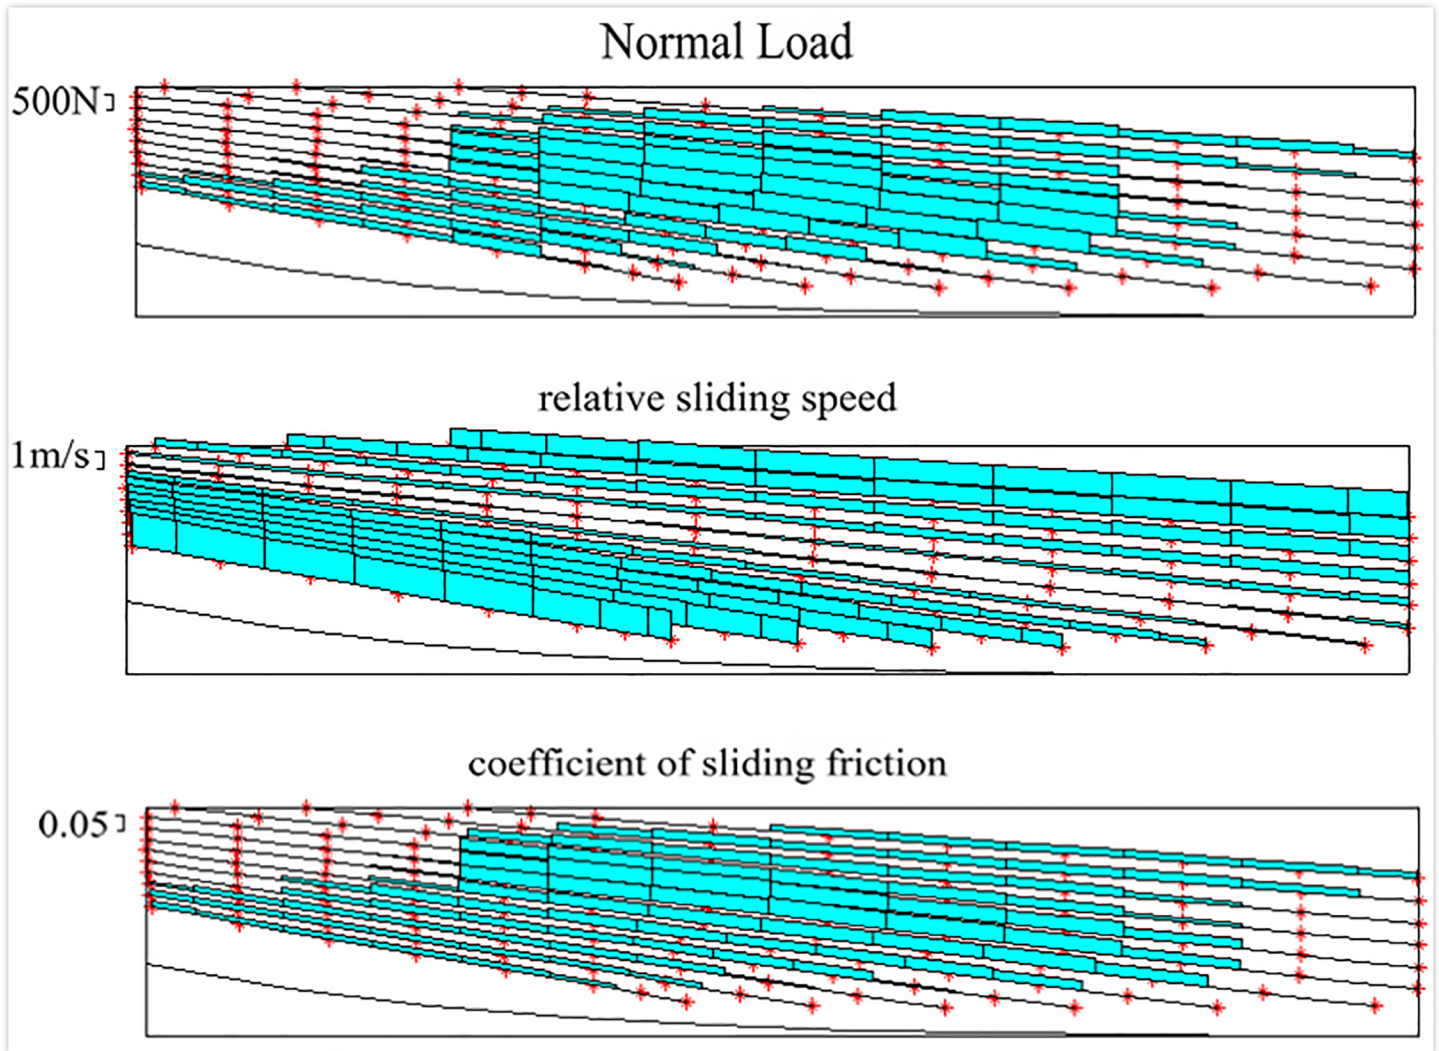 Normal Load
500N
relative sliding speed
1m/s
coefficient of sliding friction
0.05